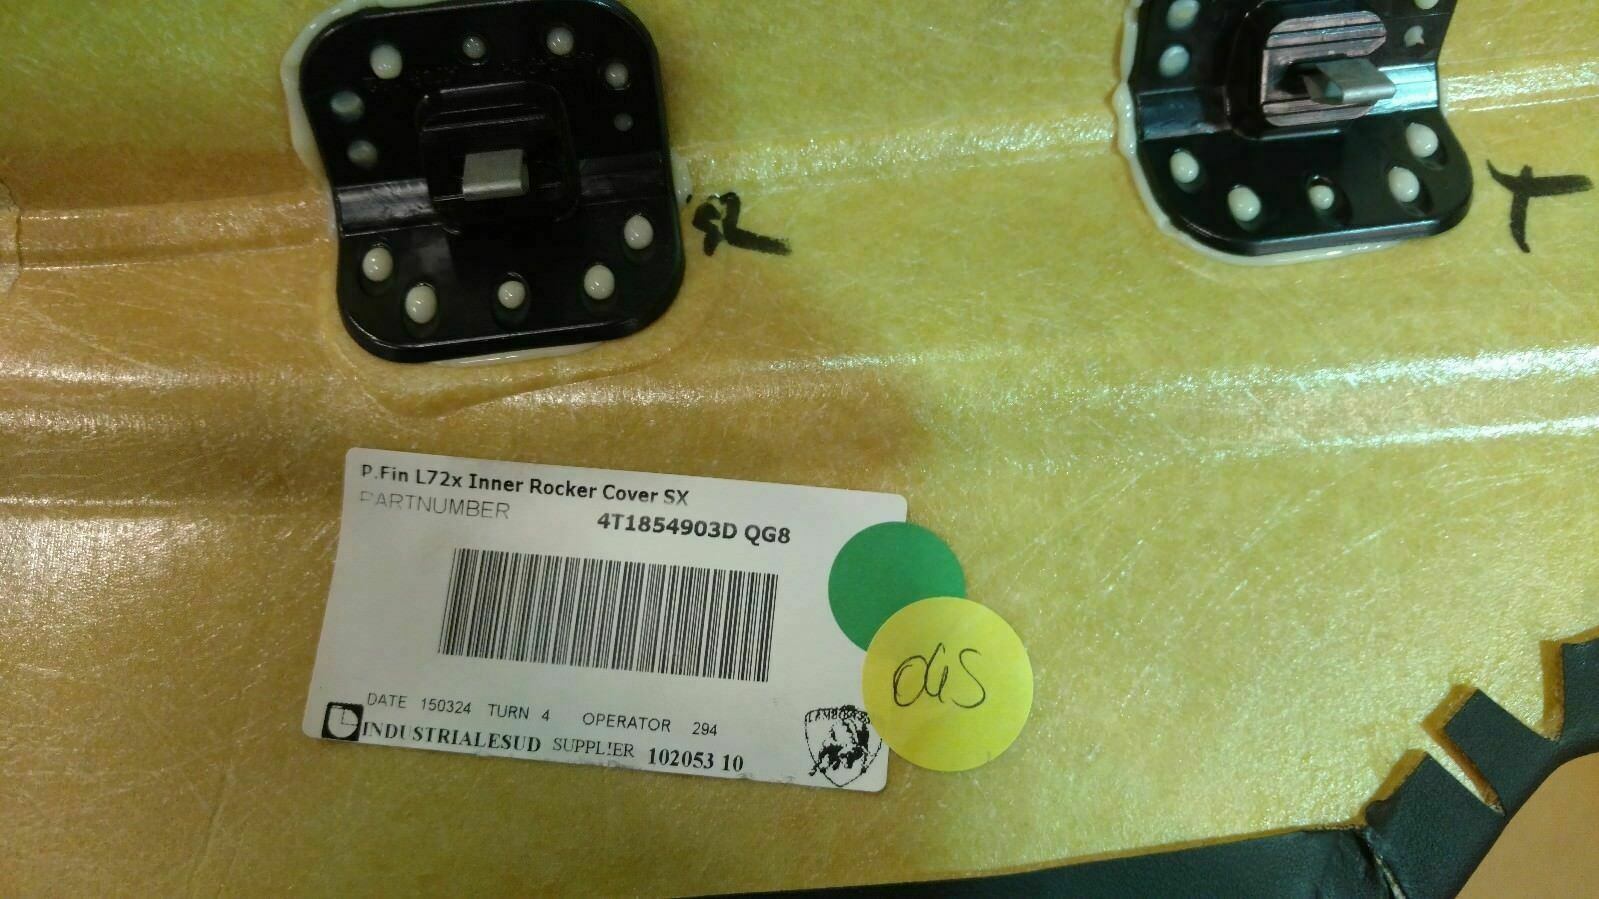 P.Fin L72x Inner Rocker Cover SX
PARTNUMBER 4T1854903D QG8
DATE 150324 TURN 4 OPERATOR 294
INDUSTRIALESUD SUPPLIER 102053 10